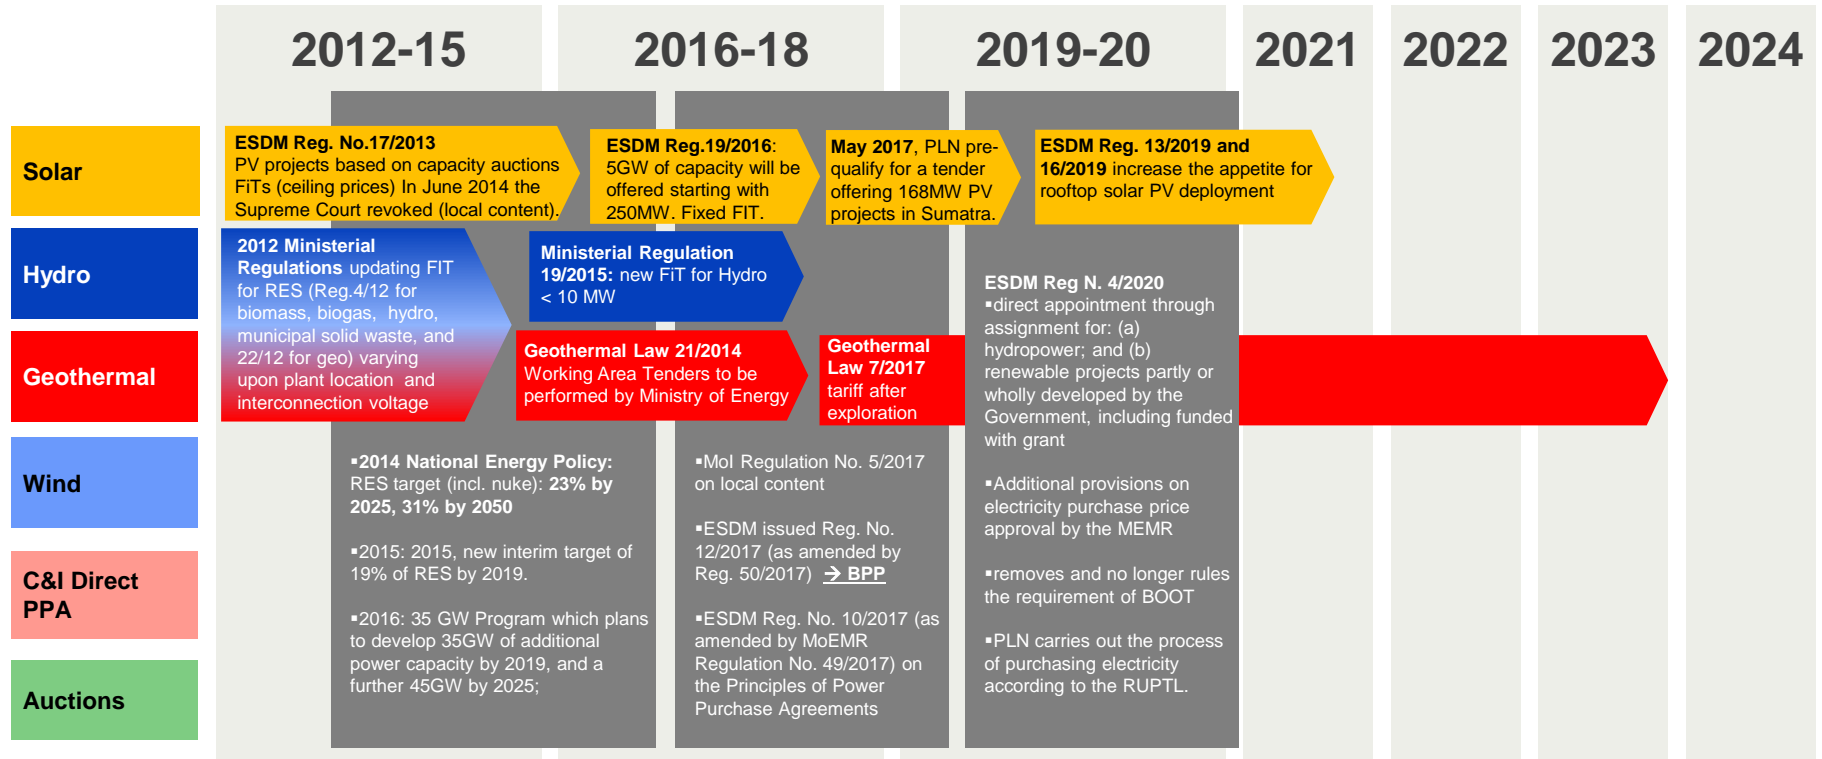 2012-15
2016-18
2019-20
2021
2022
2023
2024
Solar
ESDM Reg. No.17/2013
PV projects based on capacity auctions
FiTs (ceiling prices) In June 2014 the
Supreme Court revoked (local content).
ESDM Reg.19/2016:
5GW of capacity will be
offered starting with
250MW. Fixed FIT.
May 2017, PLN pre-
qualify for a tender
offering 168MW PV
projects in Sumatra.
ESDM Reg. 13/2019 and
16/2019 increase the appetite for
rooftop solar PV deployment
Hydro
2012 Ministerial
Regulations updating FIT
for RES (Reg.4/12 for
biomass, biogas, hydro,
municipal solid waste, and
22/12 for geo) varying
upon plant location and
interconnection voltage
Ministerial Regulation
19/2015: new FiT for Hydro
< 10 MW
Geothermal
Geothermal Law 21/2014
Working Area Tenders to be
performed by Ministry of Energy
Geothermal
Law 7/2017
tariff after
exploration
Wind
C&I Direct
PPA
Auctions
▪2014 National Energy Policy:
RES target (incl. nuke): 23% by
2025, 31% by 2050
▪2015: 2015, new interim target of
19% of RES by 2019.
▪2016: 35 GW Program which plans
to develop 35GW of additional
power capacity by 2019, and a
further 45GW by 2025;
▪MoI Regulation No. 5/2017
on local content
▪ESDM issued Reg. No.
12/2017 (as amended by
Reg. 50/2017) → BPP
▪ESDM Reg. No. 10/2017 (as
amended by MoEMR
Regulation No. 49/2017) on
the Principles of Power
Purchase Agreements
ESDM Reg N. 4/2020
▪direct appointment through
assignment for: (a)
hydropower; and (b)
renewable projects partly or
wholly developed by the
Government, including funded
with grant
▪Additional provisions on
electricity purchase price
approval by the MEMR
▪removes and no longer rules
the requirement of BOOT
▪PLN carries out the process
of purchasing electricity
according to the RUPTL.